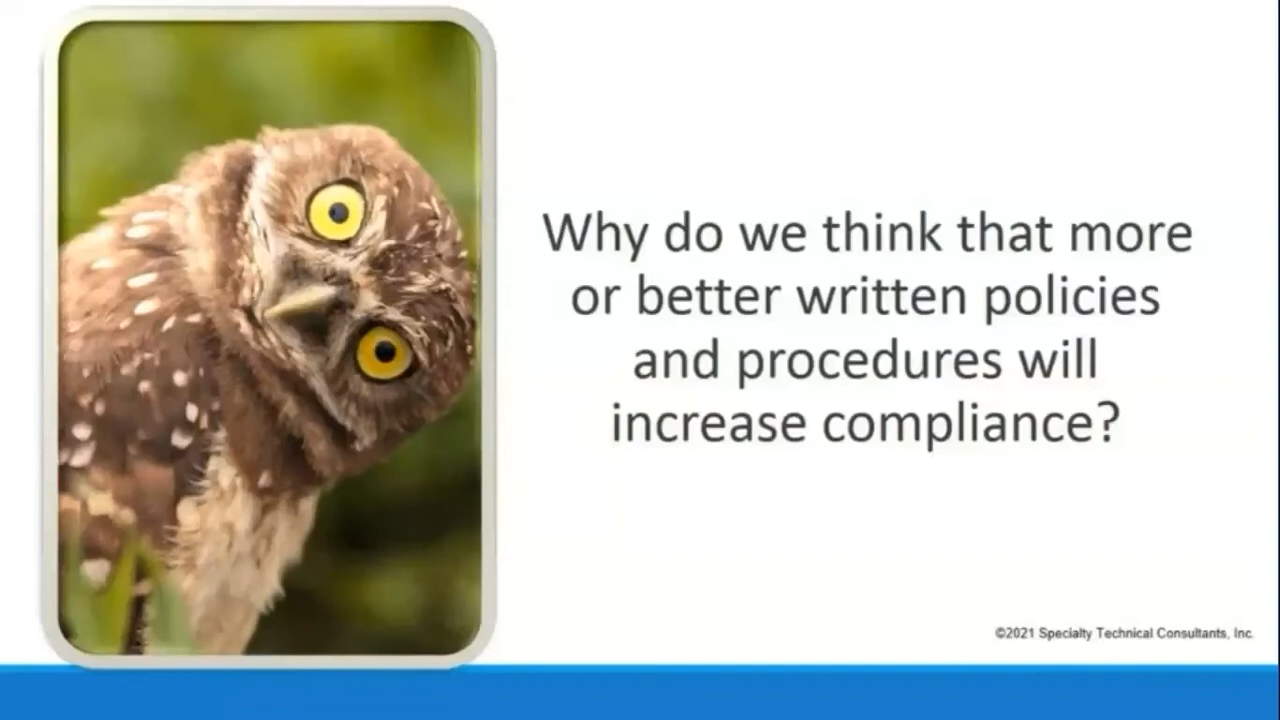 Why do we think that more
or better written policies
and procedures will
increase compliance?
©2021 Specialty Technical Consultants, Inc.